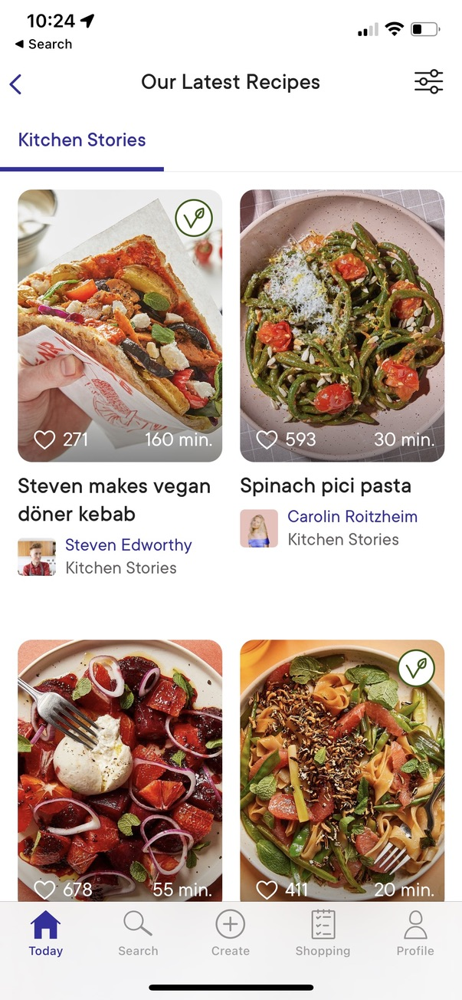 10:24
Search
Our Latest Recipes
Kitchen Stories
271
160 min.
593
30 min.
Steven makes vegan
döner kebab
Steven Edworthy
Kitchen Stories
Spinach pici pasta
Carolin Roitzheim
Kitchen Stories
678
55 min.
411
20 min.
Today
Search
Create
Shopping
Profile